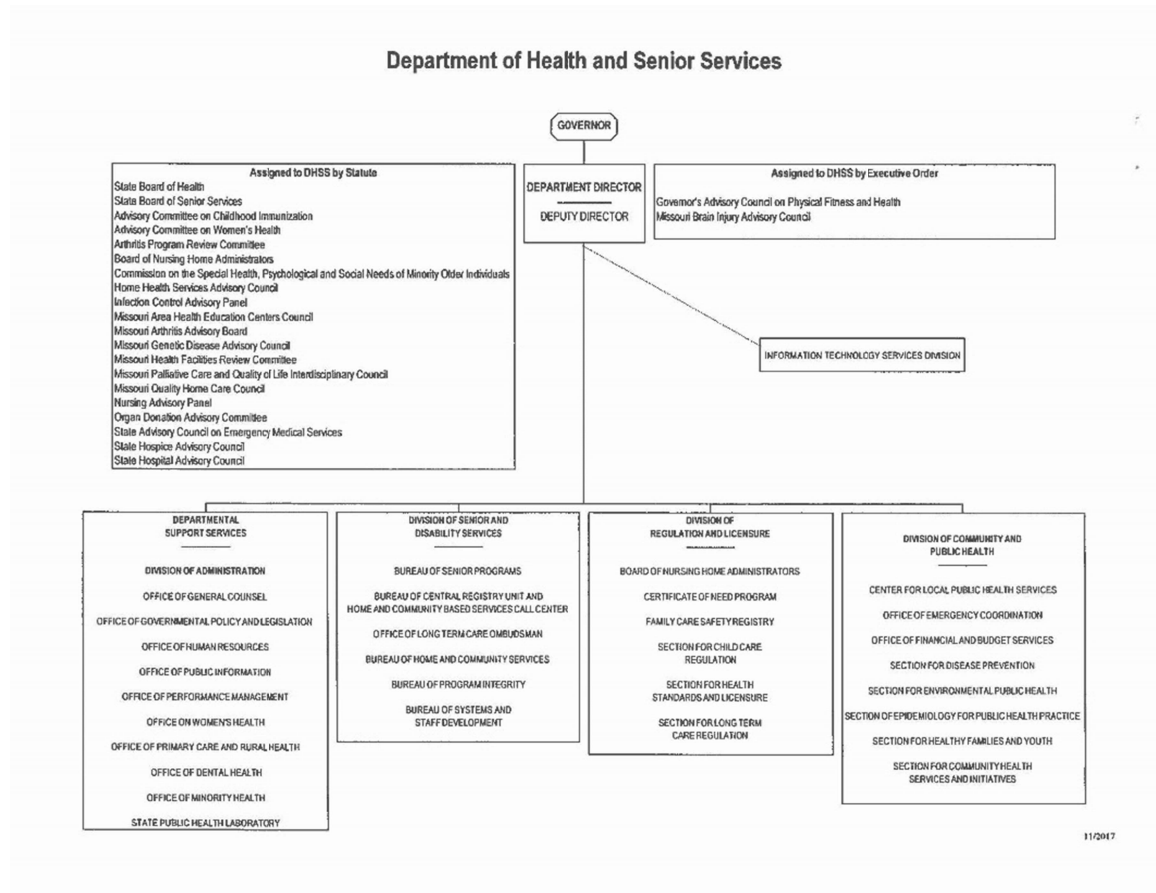 Department of Health and Senior Services
GOVERNOR
Assigned to DHSS by Statute
State Board of Health
State Board of Senior Services
Advisory Committee on Childhood Immunization
Advisory Committee on Women's Health
Arthritis Program Review Committee
Board of Nursing Home Administrators
Commission on the Special Health, Psychological and Social Needs of Minority Older Individuals
Home Health Services Advisory Council
Infection Control Advisory Panel
Missouri Area Health Education Centers Council
Missouri Arthritis Advisory Board
Missouri Genetic Disease Advisory Council
Missouri Health Facilities Review Committee
Missouri Palliative Care and Quality of Life Interdisciplinary Council
Missouri Quality Home Care Council
Nursing Advisory Panel
Organ Donation Advisory Committee
State Advisory Council on Emergency Medical Services
State Hospice Advisory Council
State Hospital Advisory Council
DEPARTMENT DIRECTOR
DEPUTY DIRECTOR
Assigned to DHSS by Executive Order
Governor's Advisory Council on Physical Fitness and Health
Missouri Brain Injury Advisory Council
INFORMATION TECHNOLOGY SERVICES DIVISION
DEPARTMENTAL
SUPPORT SERVICES
DIVISION OF ADMINISTRATION
OFFICE OF GENERAL COUNSEL
OFFICE OF GOVERNMENTAL POLICY AND LEGISLATION
OFFICE OF HUMAN RESOURCES
OFFICE OF PUBLIC INFORMATION
OFFICE OF PERFORMANCE MANAGEMENT
OFFICE ON WOMEN'S HEALTH
OFFICE OF PRIMARY CARE AND RURAL HEALTH
OFFICE OF DENTAL HEALTH
OFFICE OF MINORITY HEALTH
STATE PUBLIC HEALTH LABORATORY
DIVISION OF SENIOR AND
DISABILITY SERVICES
BUREAU OF SENIOR PROGRAMS
BUREAU OF CENTRAL REGISTRY UNIT AND
HOME AND COMMUNITY BASED SERVICES CALL CENTER
OFFICE OF LONG TERM CARE OMBUDSMAN
BUREAU OF HOME AND COMMUNITY SERVICES
BUREAU OF PROGRAM INTEGRITY
BUREAU OF SYSTEMS AND
STAFF DEVELOPMENT
DIVISION OF
REGULATION AND LICENSURE
BOARD OF NURSING HOME ADMINISTRATORS
CERTIFICATE OF NEED PROGRAM
FAMILY CARE SAFETY REGISTRY
SECTION FOR CHILD CARE
REGULATION
SECTION FOR HEALTH
STANDARDS AND LICENSURE
SECTION FOR LONG TERM
CARE REGULATION
DIVISION OF COMMUNITY AND
PUBLIC HEALTH
CENTER FOR LOCAL PUBLIC HEALTH SERVICES
OFFICE OF EMERGENCY COORDINATION
OFFICE OF FINANCIAL AND BUDGET SERVICES
SECTION FOR DISEASE PREVENTION
SECTION FOR ENVIRONMENTAL PUBLIC HEALTH
SECTION OF EPIDEMIOLOGY FOR PUBLIC HEALTH PRACTICE
SECTION FOR HEALTHY FAMILIES AND YOUTH
SECTION FOR COMMUNITY HEALTH
SERVICES AND INITIATIVES
11/2017